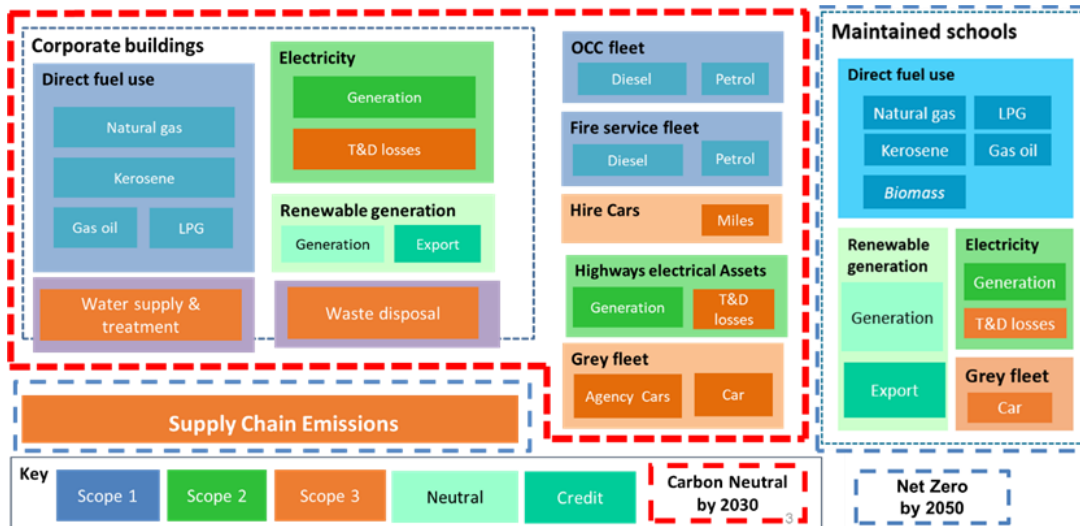 Corporate buildings
Direct fuel use
Natural gas
Kerosene
Gas oil
LPG
Electricity
Generation
T&D losses
Renewable generation
Generation
Export
Water supply &
treatment
Waste disposal
OCC fleet
Diesel
Petrol
Fire service fleet
Diesel
Petrol
Hire Cars
Miles
Highways electrical Assets
Generation
T&D
losses
Grey fleet
Agency Cars
Car
Maintained schools
Direct fuel use
Natural gas
LPG
Kerosene
Gas oil
Biomass
Renewable
generation
Generation
Export
Electricity
Generation
T&D losses
Grey fleet
Car
Supply Chain Emissions
Key
Scope 1
Scope 2
Scope 3
Neutral
Credit
Carbon Neutral
by 2030
3
Net Zero
by 2050